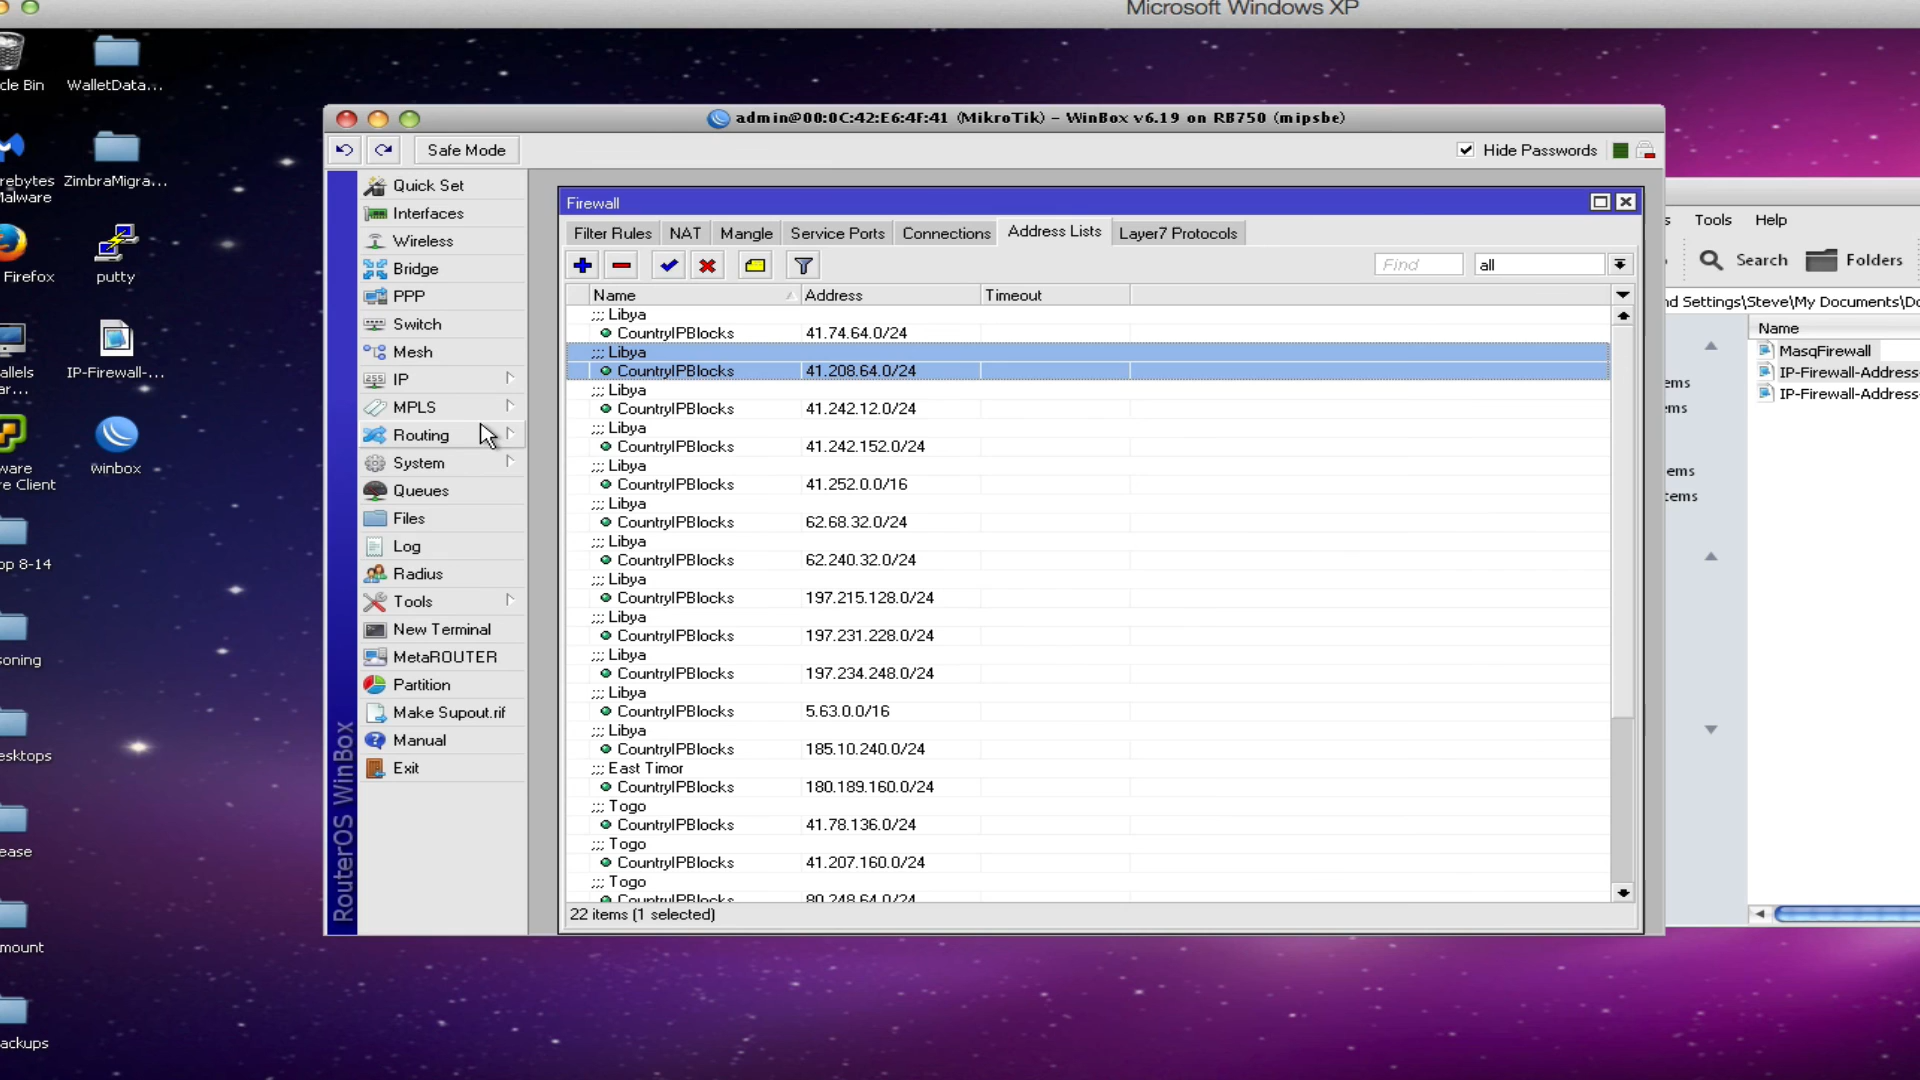 Microsoft Windows XP
cle Bin
WalletData...
rebytes
Malware
ZimbraMigra...
Firefox
putty
allels
ar...
IP-Firewall-...
ware
re Client
winbox
op 8-14
oning
esktops
ease
mount
ackups
admin@00:0C:42:E6:4F:41 (MikroTik) - WinBox v6.19 on RB750 (mipsbe)
Safe Mode
Hide Passwords
RouterOS WinBox
Quick Set
Interfaces
Wireless
Bridge
PPP
Switch
Mesh
IP
MPLS
Routing
System
Queues
Files
Log
Radius
Tools
New Terminal
MetaROUTER
Partition
Make Supout.rif
Manual
Exit
Firewall
Filter Rules NAT Mangle Service Ports Connections Address Lists Layer7 Protocols
Find all
Name Address Timeout
;;; Libya
CountryIPBlocks 41.74.64.0/24
;;; Libya
CountryIPBlocks 41.208.64.0/24
;;; Libya
CountryIPBlocks 41.242.12.0/24
;;; Libya
CountryIPBlocks 41.242.152.0/24
;;; Libya
CountryIPBlocks 41.252.0.0/16
;;; Libya
CountryIPBlocks 62.68.32.0/24
;;; Libya
CountryIPBlocks 62.240.32.0/24
;;; Libya
CountryIPBlocks 197.215.128.0/24
;;; Libya
CountryIPBlocks 197.231.228.0/24
;;; Libya
CountryIPBlocks 197.234.248.0/24
;;; Libya
CountryIPBlocks 5.63.0.0/16
;;; Libya
CountryIPBlocks 185.10.240.0/24
;;; East Timor
CountryIPBlocks 180.189.160.0/24
;;; Togo
CountryIPBlocks 41.78.136.0/24
;;; Togo
CountryIPBlocks 41.207.160.0/24
;;; Togo
CountryIPBlocks 80.248.64.0/24
22 items (1 selected)
s Tools Help
Search Folders
nd Settings\Steve\My Documents\Do
Name
MasqFirewall
IP-Firewall-Address
IP-Firewall-Address
ems
ms
ems
tems